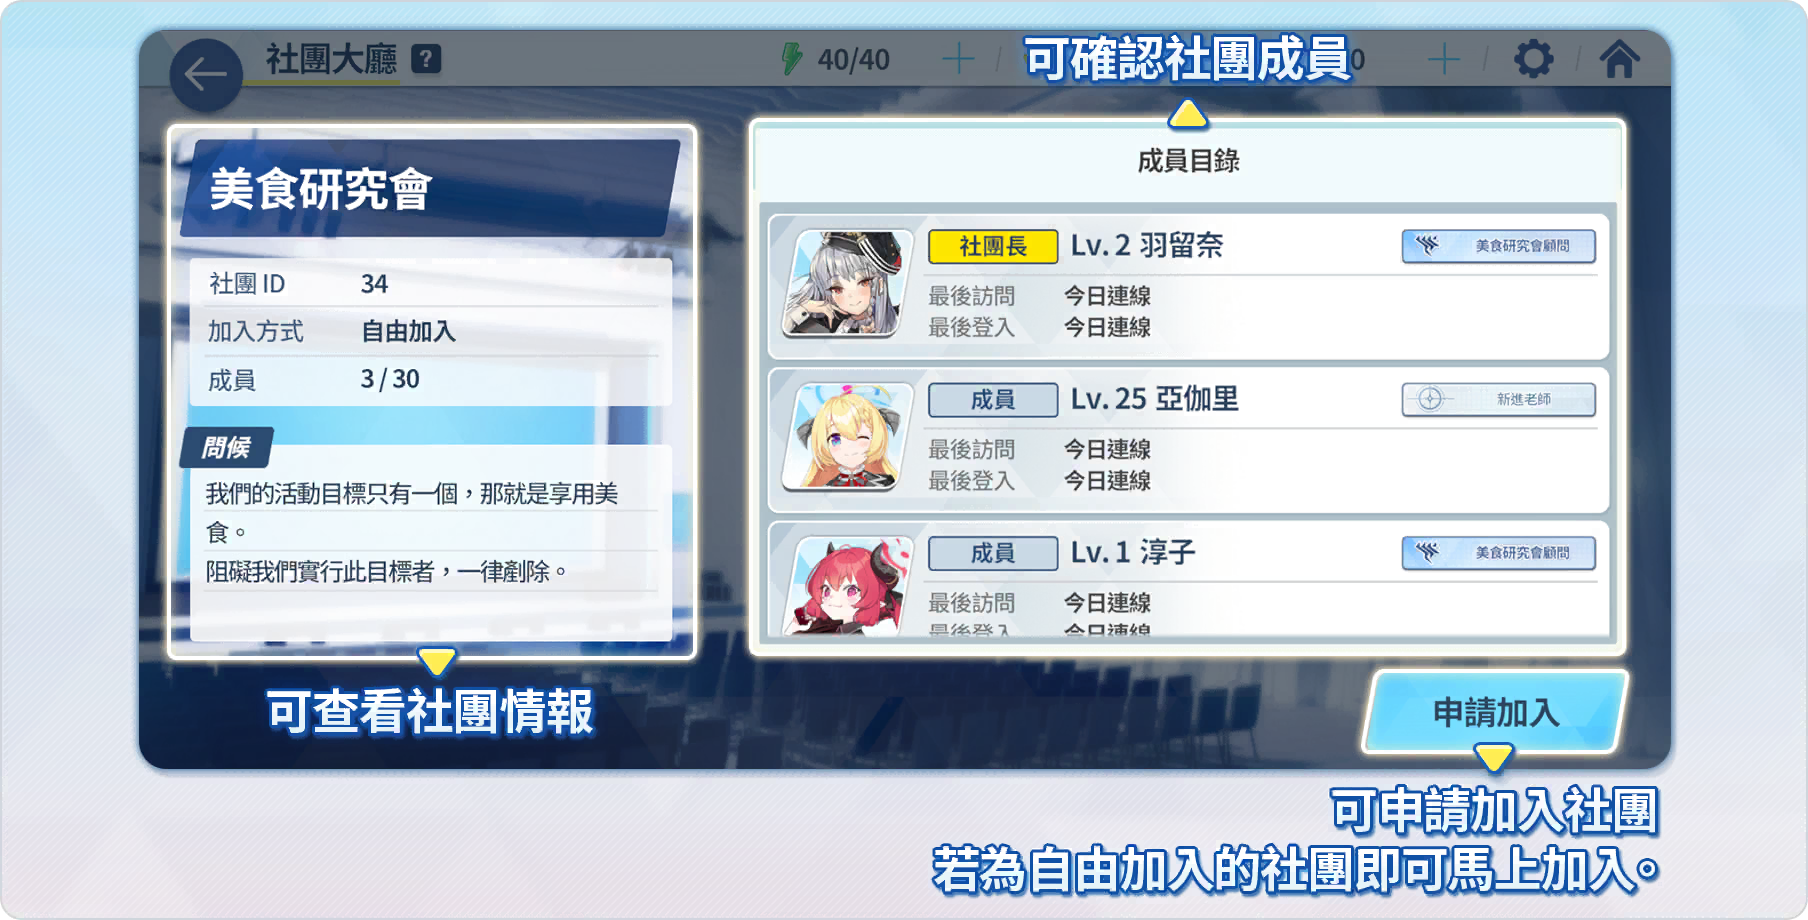 社團大廳 ?
40/40
0
可確認社團成員
美食研究會
社團 ID 34
加入方式 自由加入
成員 3 / 30
問候
我們的活動目標只有一個，那就是享用美
食。
阻礙我們實行此目標者，一律剷除。
可查看社團情報
成員目錄
社團長 Lv. 2 羽留奈 美食研究會顧問
最後訪問 今日連線
最後登入 今日連線
成員 Lv. 25 亞伽里 新進老師
最後訪問 今日連線
最後登入 今日連線
成員 Lv. 1 淳子 美食研究會顧問
最後訪問 今日連線
最後登入 今日連線
申請加入
可申請加入社團
若為自由加入的社團即可馬上加入。